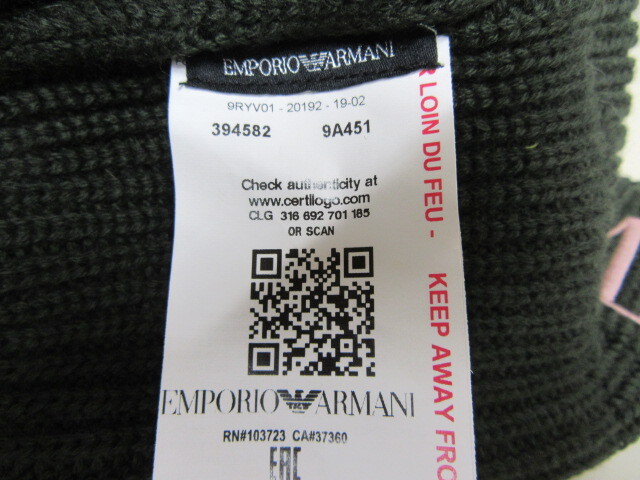 EMPORIO ARMANI
9RYV01 - 20192 - 19-02
394582 9A451
Check authenticity at
www.certilogo.com
CLG 316 692 701 185
OR SCAN
EMPORIO ARMANI
RN#103723 CA#37360
EAC
R LOIN DU FEU - KEEP AWAY FRO